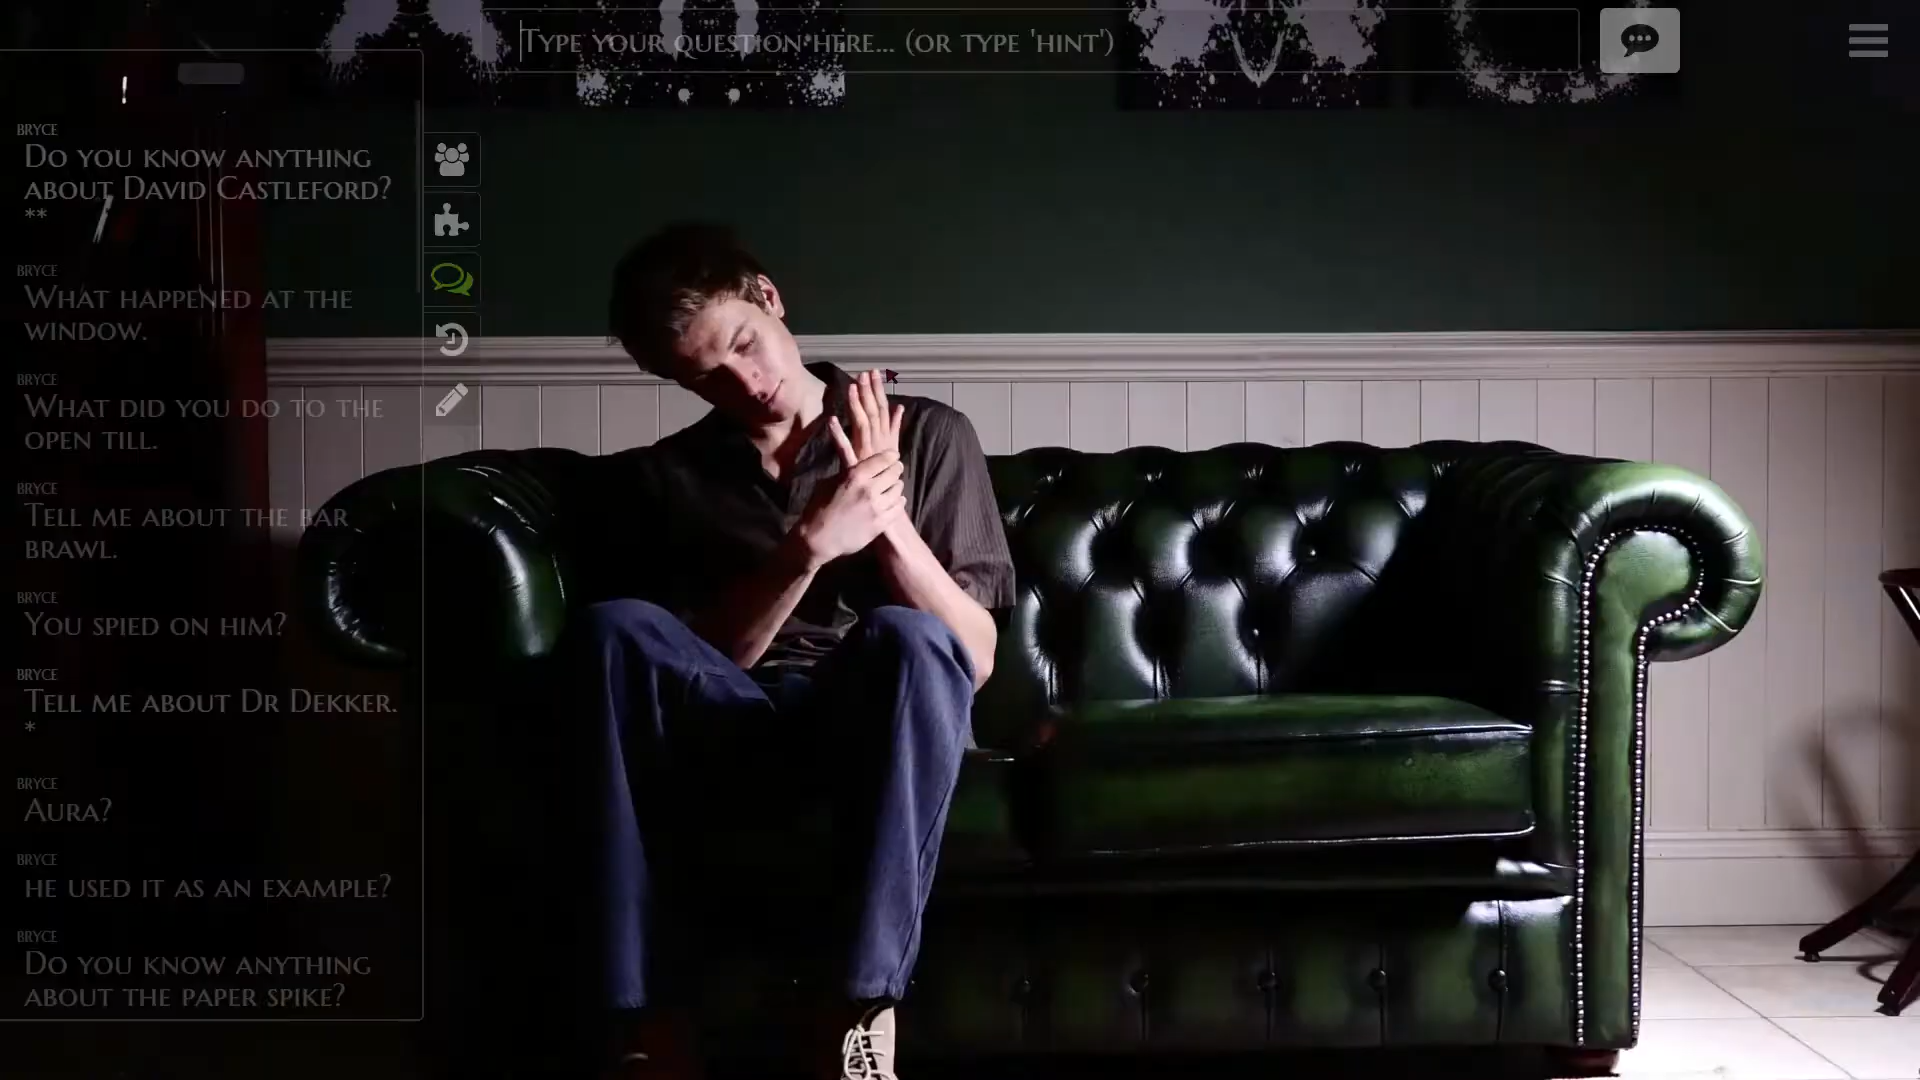 Type your question here... (or type 'hint')
Bryce
Do you know anything
about David Castleford?
**
Bryce
What happened at the
window.
Bryce
What did you do to the
open till.
Bryce
Tell me about the bar
brawl.
Bryce
You spied on him?
Bryce
Tell me about Dr Dekker.
*
Bryce
Aura?
Bryce
he used it as an example?
Bryce
Do you know anything
about the paper spike?